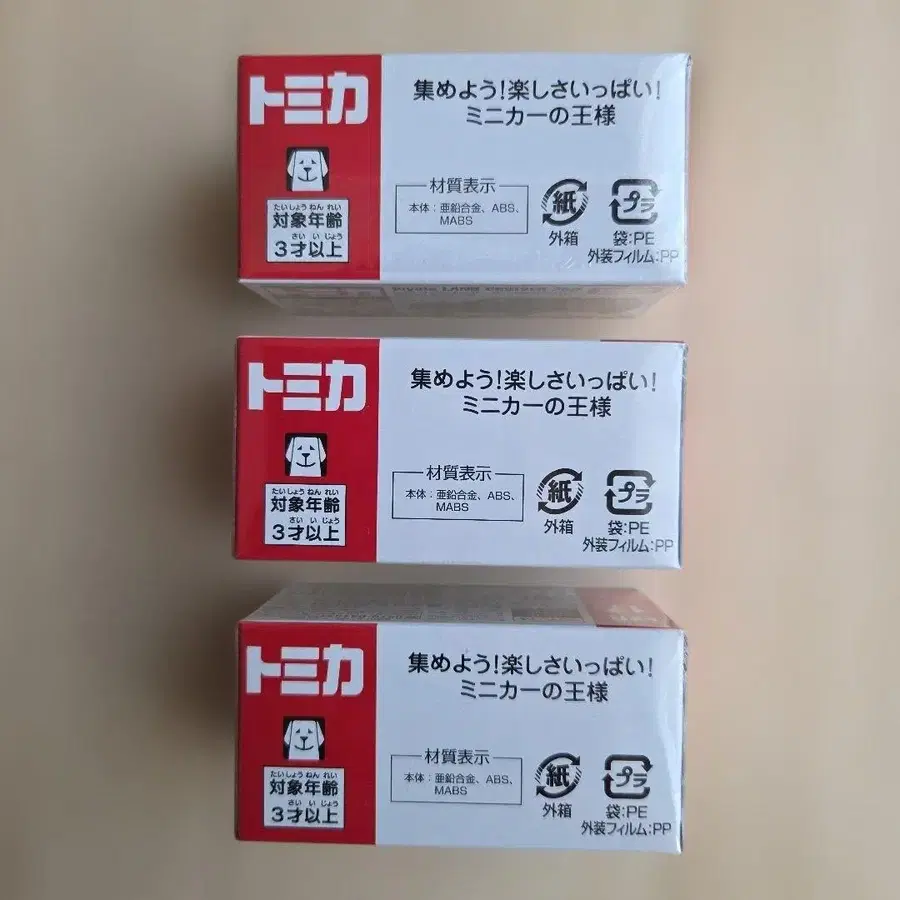 トミカ
集めよう!楽しさいっぱい!
ミニカーの王様
たいしょうねんれい
対象年齢
さい いじょう
3才以上
材質表示
本体:亜鉛合金、ABS、
MABS
紙
外箱
プラ
袋:PE
外装フィルム:PP
トミカ
集めよう!楽しさいっぱい!
ミニカーの王様
たいしょうねんれい
対象年齢
さい いじょう
3才以上
材質表示
本体:亜鉛合金、ABS、
MABS
紙
外箱
プラ
袋:PE
外装フィルム:PP
トミカ
集めよう!楽しさいっぱい!
ミニカーの王様
たいしょうねんれい
対象年齢
さい いじょう
3才以上
材質表示
本体:亜鉛合金、ABS、
MABS
紙
外箱
プラ
袋:PE
外装フィルム:PP